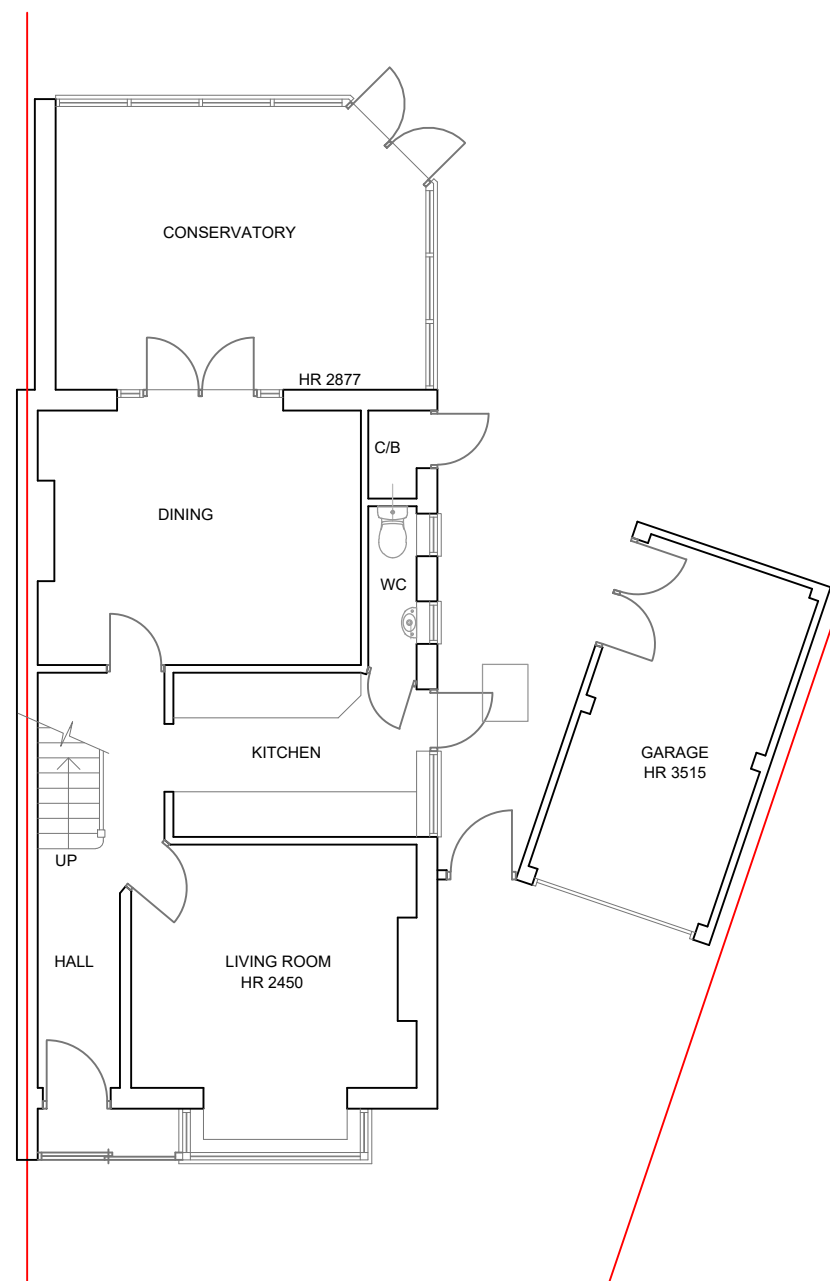 CONSERVATORY
HR 2877
C/B
DINING
WC
KITCHEN
GARAGE
HR 3515
UP
HALL
LIVING ROOM
HR 2450